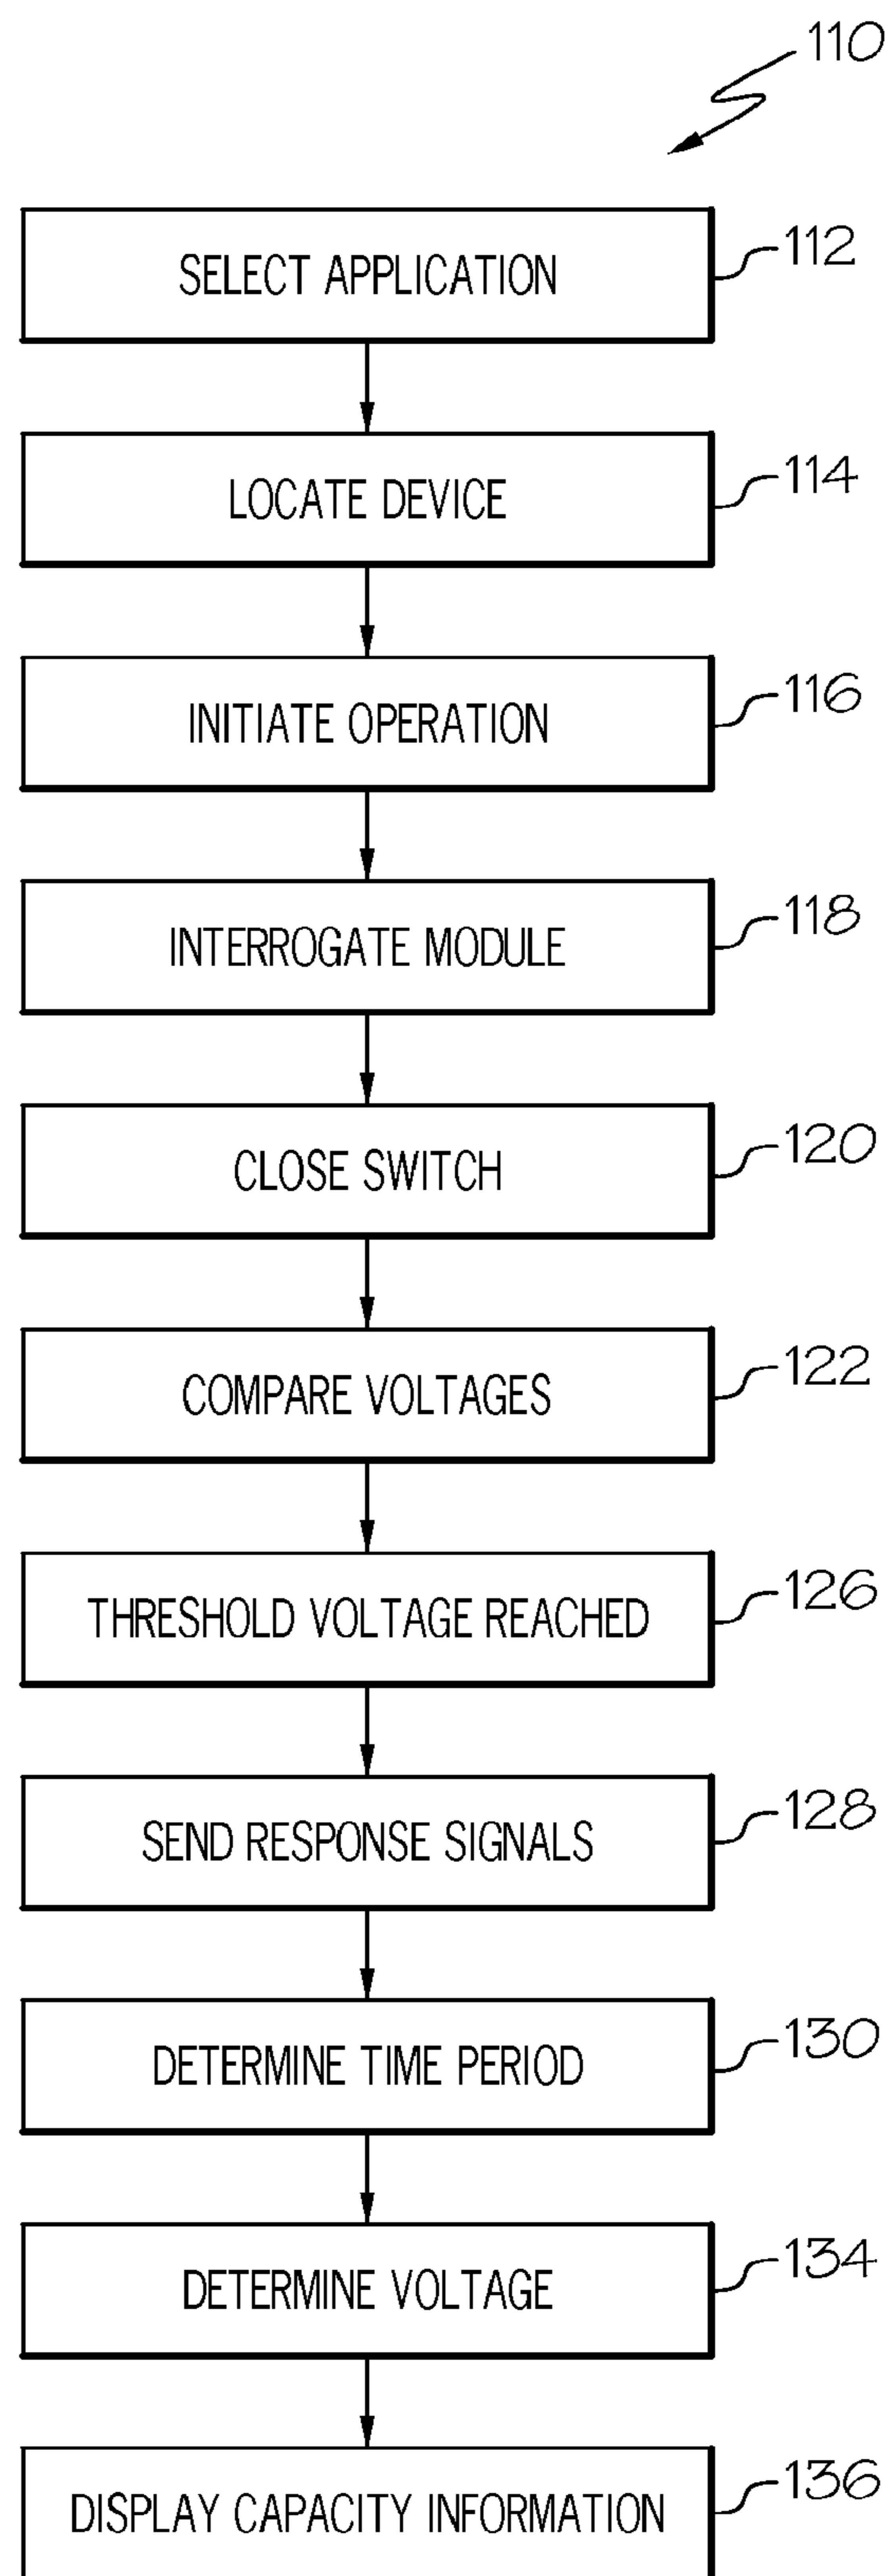 110
SELECT APPLICATION
112
LOCATE DEVICE
114
INITIATE OPERATION
116
INTERROGATE MODULE
118
CLOSE SWITCH
120
COMPARE VOLTAGES
122
THRESHOLD VOLTAGE REACHED
126
SEND RESPONSE SIGNALS
128
DETERMINE TIME PERIOD
130
DETERMINE VOLTAGE
134
DISPLAY CAPACITY INFORMATION
136